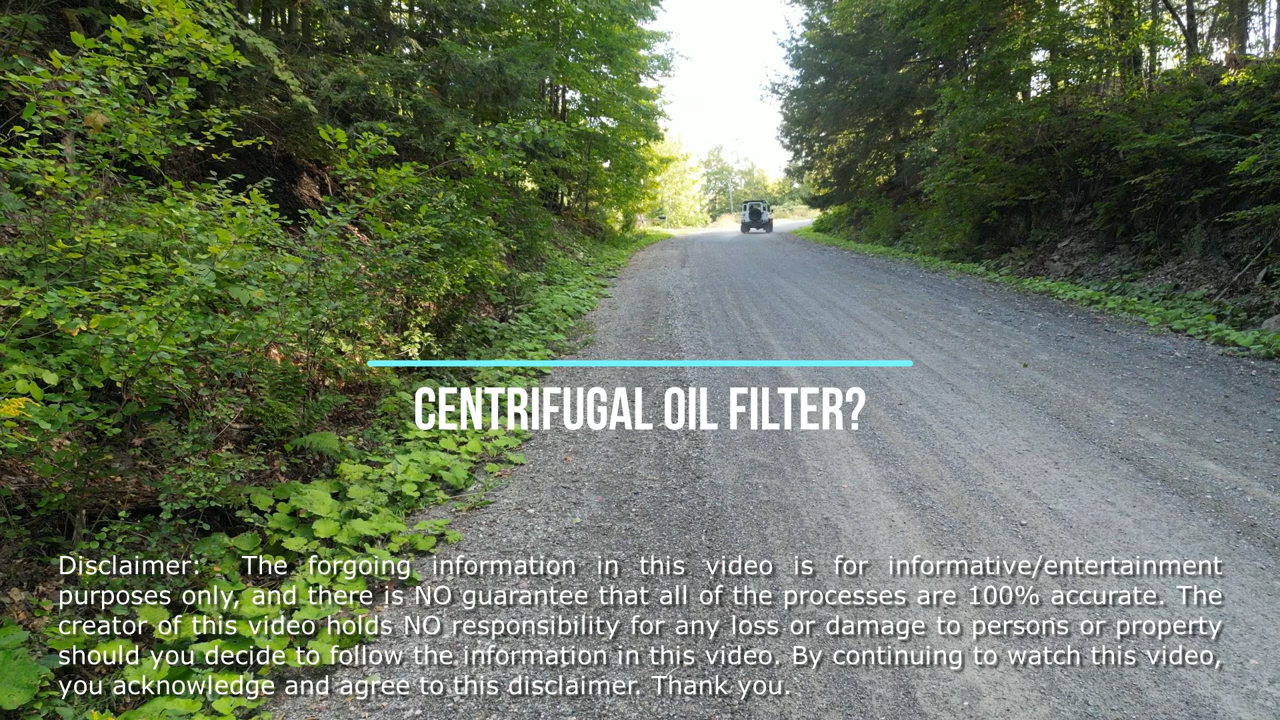 CENTRIFUGAL OIL FILTER?
Disclaimer: The forgoing information in this video is for informative/entertainment
purposes only, and there is NO guarantee that all of the processes are 100% accurate. The
creator of this video holds NO responsibility for any loss or damage to persons or property
should you decide to follow the information in this video. By continuing to watch this video,
you acknowledge and agree to this disclaimer. Thank you.